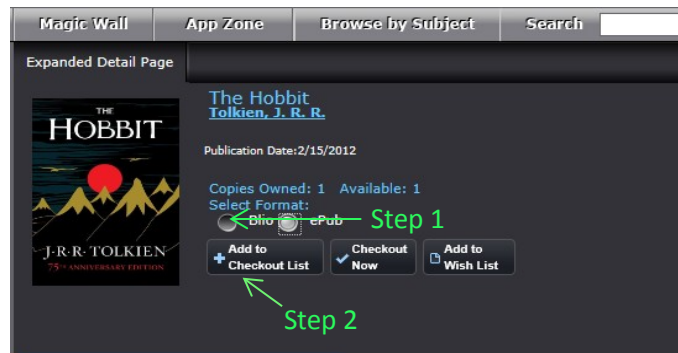 Magic Wall App Zone Browse by Subject Search
Expanded Detail Page
THE
HOBBIT
J·R·R·TOLKIEN
75TH ANNIVERSARY EDITION
The Hobbit
Tolkien, J. R. R.
Publication Date:2/15/2012
Copies Owned: 1 Available: 1
Select Format:
Blio ePub Step 1
Add to
Checkout List
Checkout
Now
Add to
Wish List
Step 2